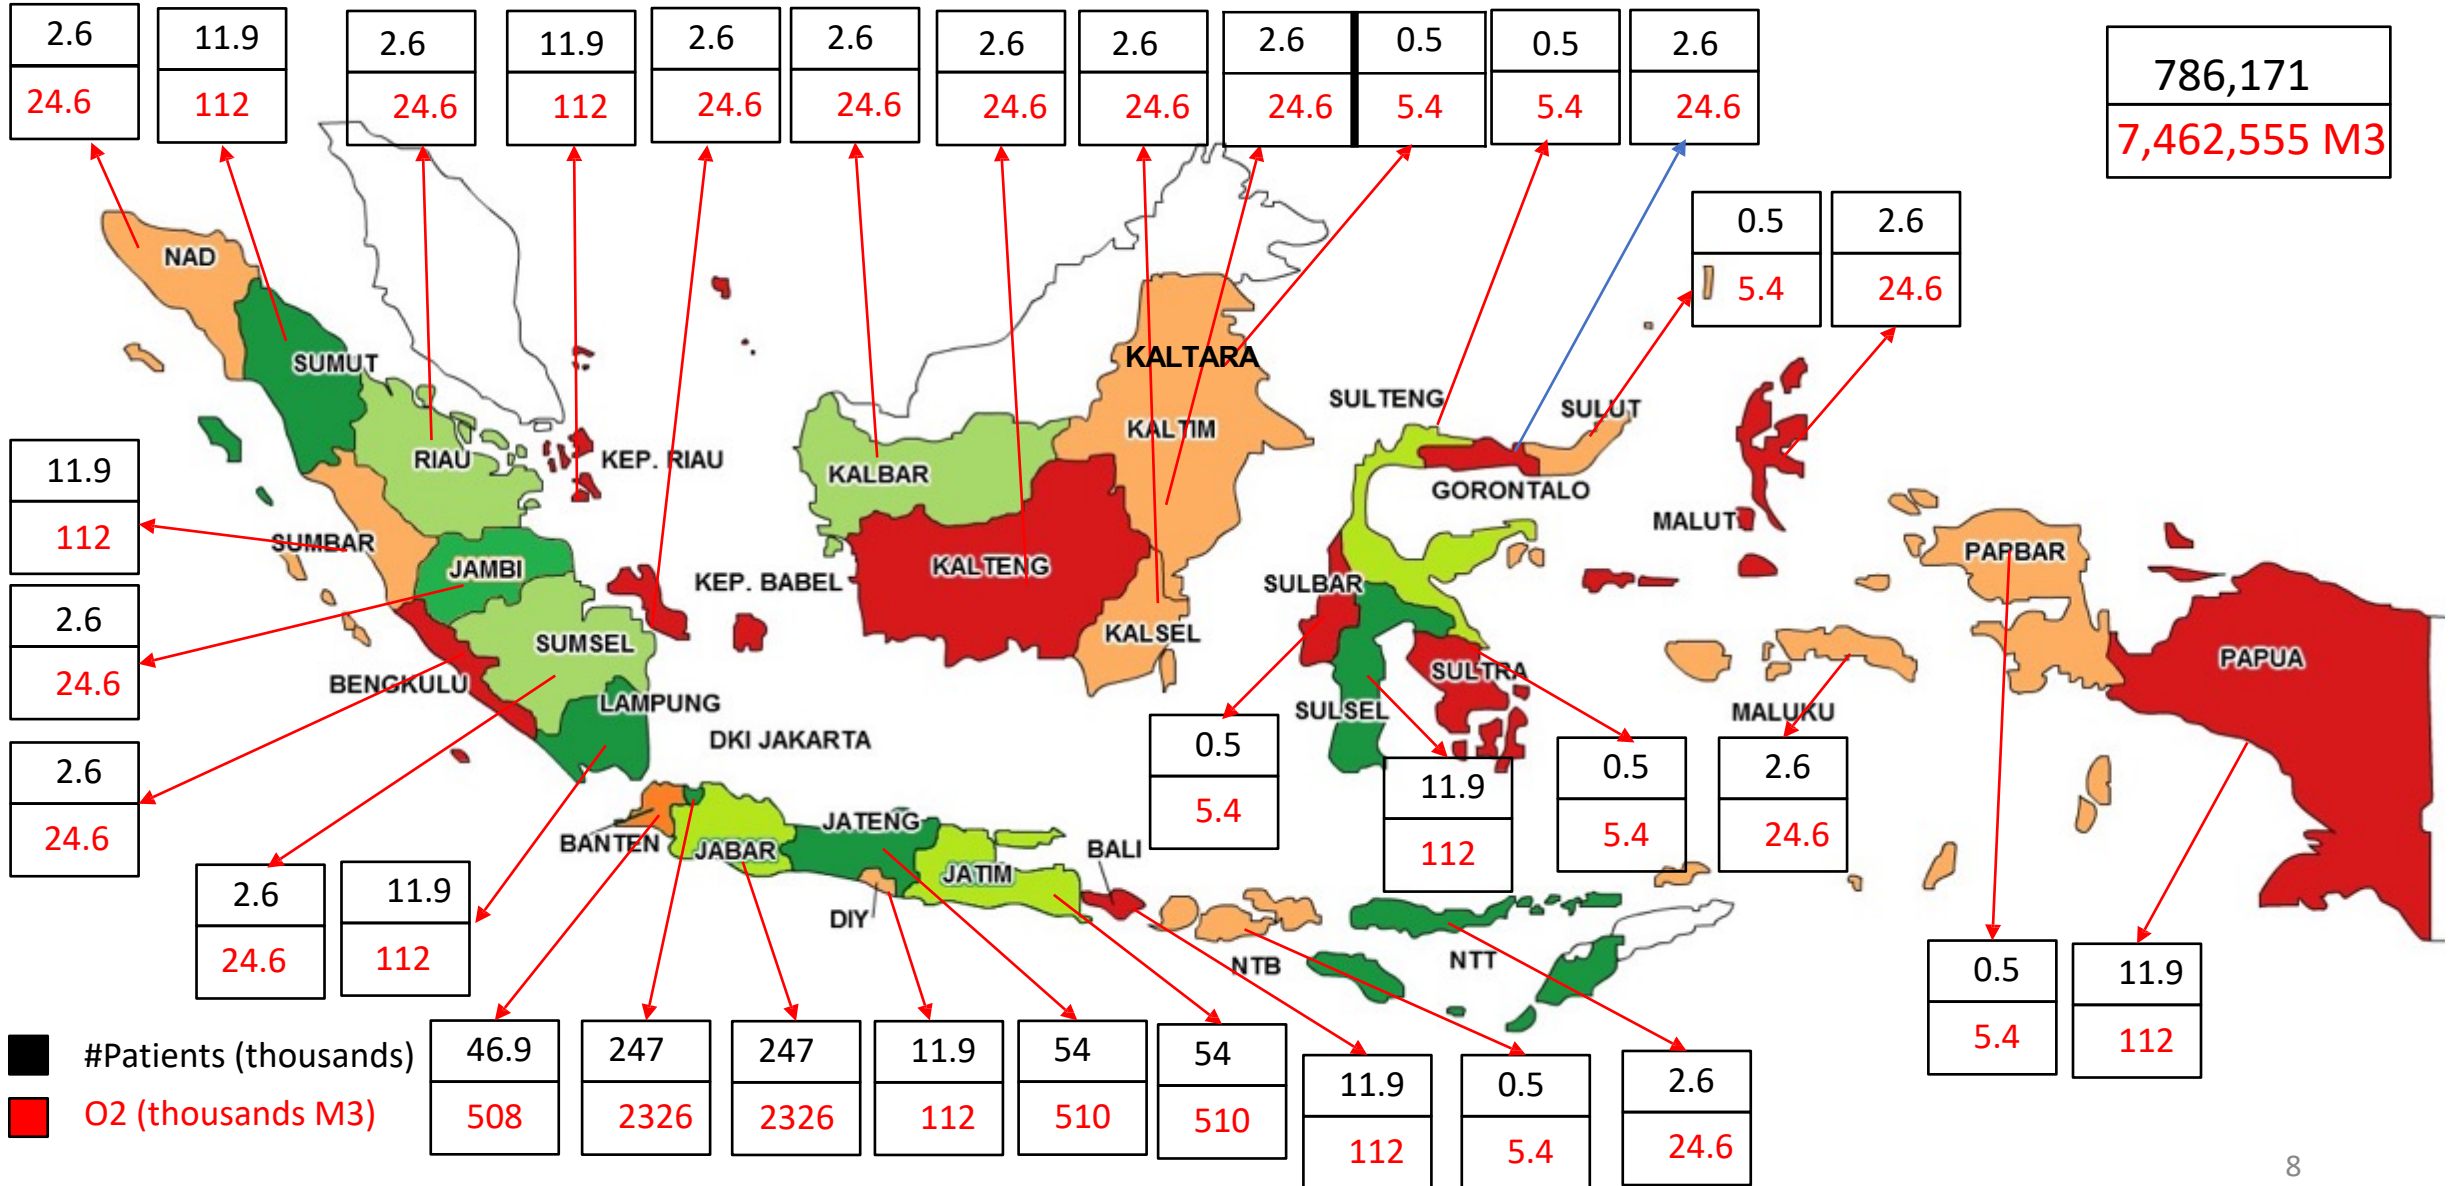 2.6
24.6
11.9
112
2.6
24.6
11.9
112
2.6
24.6
2.6
24.6
2.6
24.6
2.6
24.6
2.6
24.6
0.5
5.4
0.5
5.4
2.6
24.6
786,171
7,462,555 M3
0.5
5.4
2.6
24.6
NAD
SUMUT
RIAU
KEP. RIAU
KALTARA
KALTIM
KALBAR
SULTENG
SULUT
GORONTALO
MALUT
PAPBAR
11.9
112
SUMBAR
JAMBI
KEP. BABEL
KALTENG
SULBAR
2.6
24.6
SUMSEL
KALSEL
SULTRA
PAPUA
BENGKULU
LAMPUNG
SULSEL
MALUKU
DKI JAKARTA
2.6
24.6
0.5
5.4
11.9
112
0.5
5.4
2.6
24.6
BANTEN
JABAR
JATENG
JATIM
BALI
DIY
NTB
NTT
2.6
24.6
11.9
112
0.5
5.4
11.9
112
#Patients (thousands)
O2 (thousands M3)
46.9
508
247
2326
247
2326
11.9
112
54
510
54
510
11.9
112
0.5
5.4
2.6
24.6
8